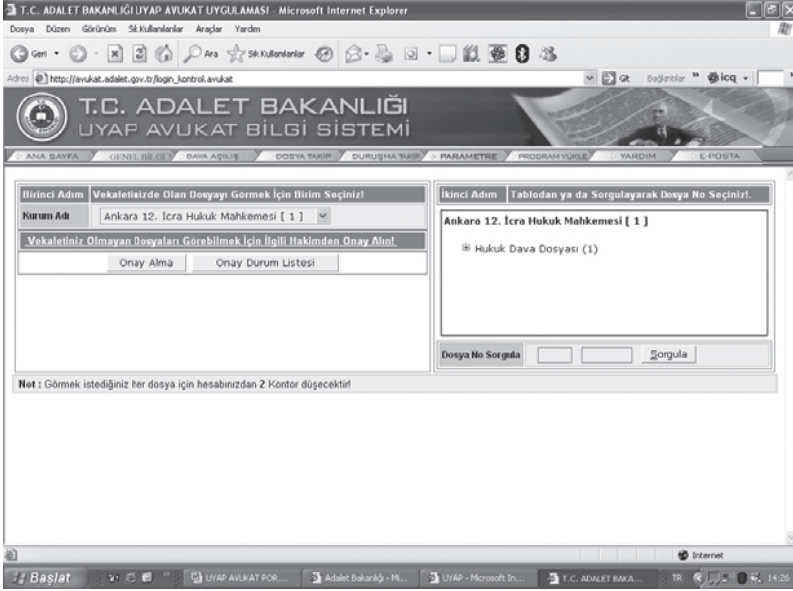 T.C. ADALET BAKANLIĞI UYAP AVUKAT UYGULAMASI - Microsoft Internet Explorer
Dosya Düzen Görünüm Sık Kullanılanlar Araçlar Yardım
Geri Ara Sık Kullanılanlar
Adres http://avukat.adalet.gov.tr/login_kontrol.avukat Git Bağlantılar » icq
T.C. ADALET BAKANLIĞI
UYAP AVUKAT BİLGİ SİSTEMİ
ANA SAYFA GENEL BİLGİ DAVA AÇILIŞ DOSYA TAKİP DURUŞMA TAKİP PARAMETRE PROGRAM YÜKLE YARDIM E-POSTA
Birinci Adım Vekaletinizde Olan Dosyayı Görmek İçin Birim Seçiniz!
Kurum Adı Ankara 12. İcra Hukuk Mahkemesi [ 1 ]
Vekaletiniz Olmayan Dosyaları Görebilmek İçin İlgili Hakimden Onay Alın!
Onay Alma Onay Durum Listesi
İkinci Adım Tablodan ya da Sorgulayarak Dosya No Seçiniz!.
Ankara 12. İcra Hukuk Mahkemesi [ 1 ]
Hukuk Dava Dosyası (1)
Dosya No Sorgula Sorgula
Not : Görmek istediğiniz her dosya için hesabınızdan 2 Kontor düşecektir!
Internet
Başlat UYAP AVUKAT POR... Adalet Bakanlığı - Mi... UYAP - Microsoft In... T.C. ADALET BAKA... TR 14:26